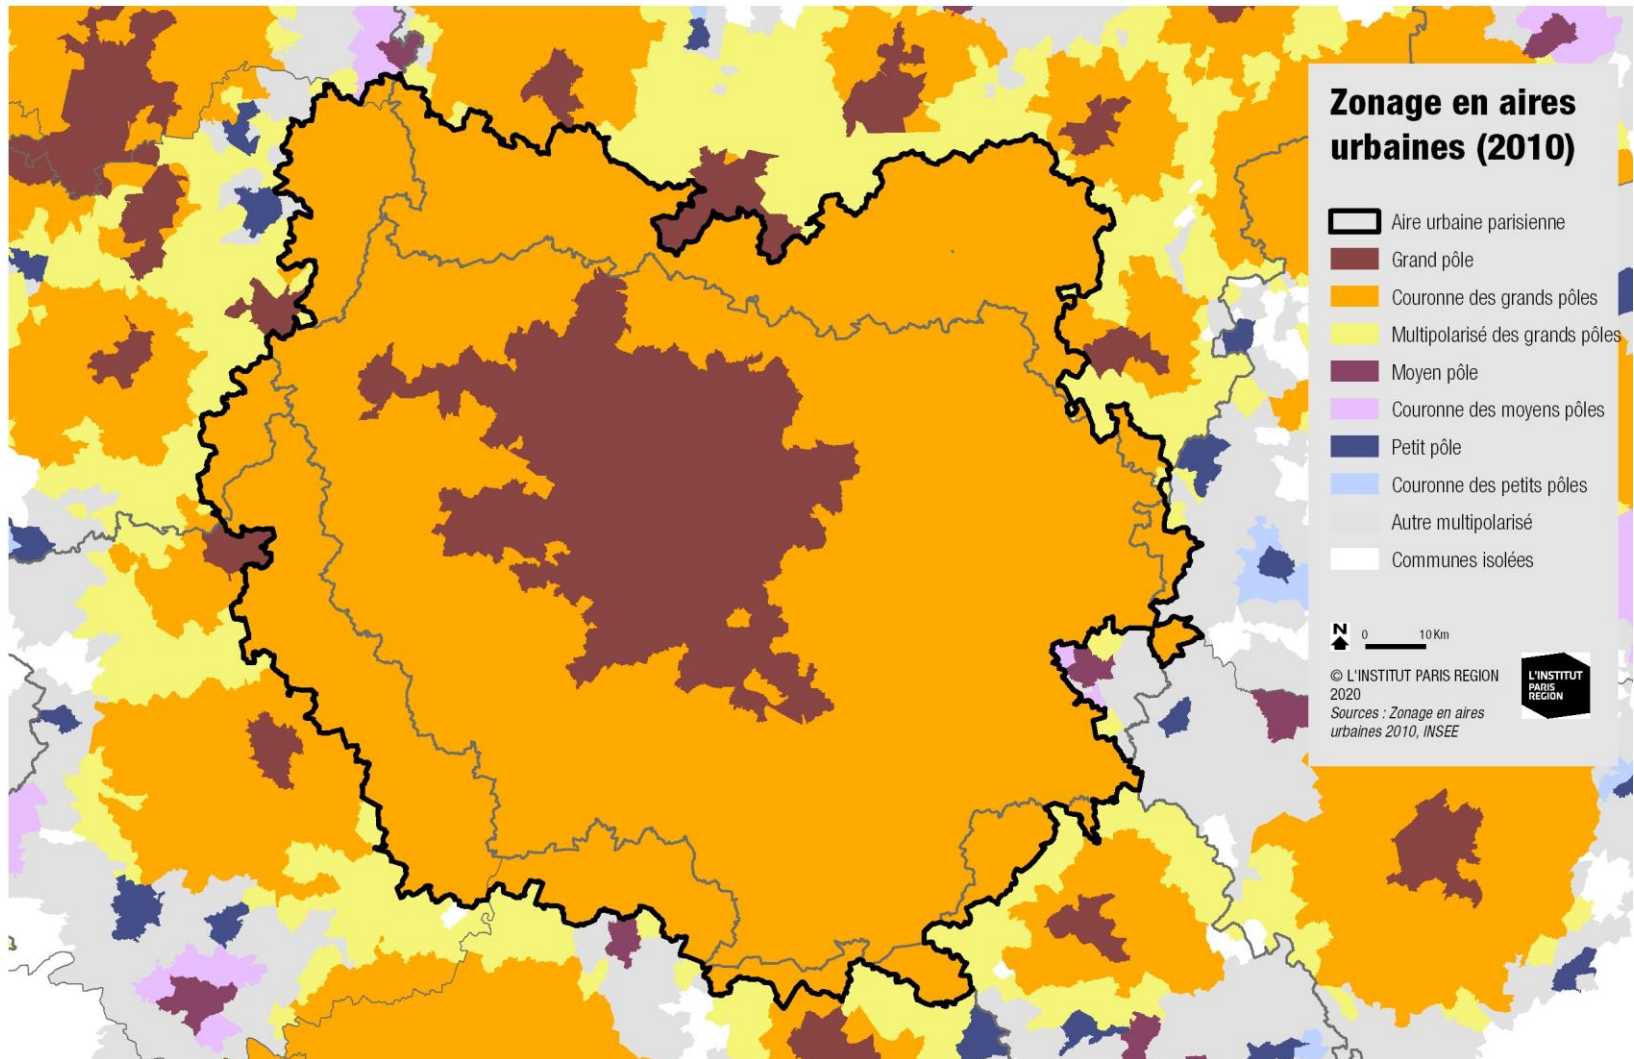 Zonage en aires
urbaines (2010)
Aire urbaine parisienne
Grand pôle
Couronne des grands pôles
Multipolarisé des grands pôles
Moyen pôle
Couronne des moyens pôles
Petit pôle
Couronne des petits pôles
Autre multipolarisé
Communes isolées
N
0 10 Km
© L'INSTITUT PARIS REGION
2020
Sources : Zonage en aires
urbaines 2010, INSEE
L'INSTITUT
PARIS
REGION